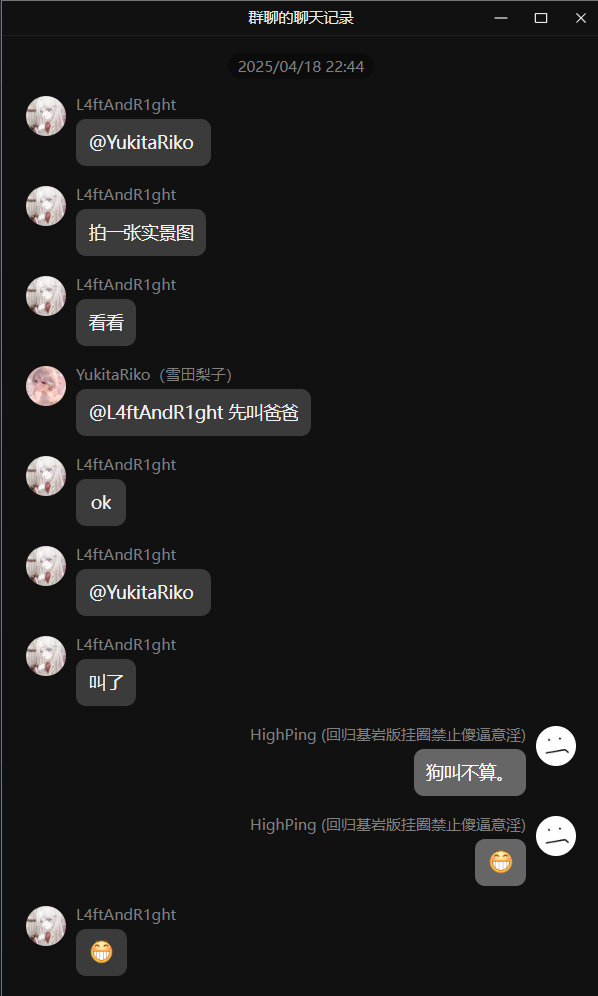 群聊的聊天记录
2025/04/18 22:44
L4ftAndR1ght
@YukitaRiko
L4ftAndR1ght
拍一张实景图
L4ftAndR1ght
看看
YukitaRiko (雪田梨子)
@L4ftAndR1ght 先叫爸爸
L4ftAndR1ght
ok
L4ftAndR1ght
@YukitaRiko
L4ftAndR1ght
叫了
HighPing (回归基岩版挂圈禁止傻逼意淫)
狗叫不算。
HighPing (回归基岩版挂圈禁止傻逼意淫)
😁
L4ftAndR1ght
😁